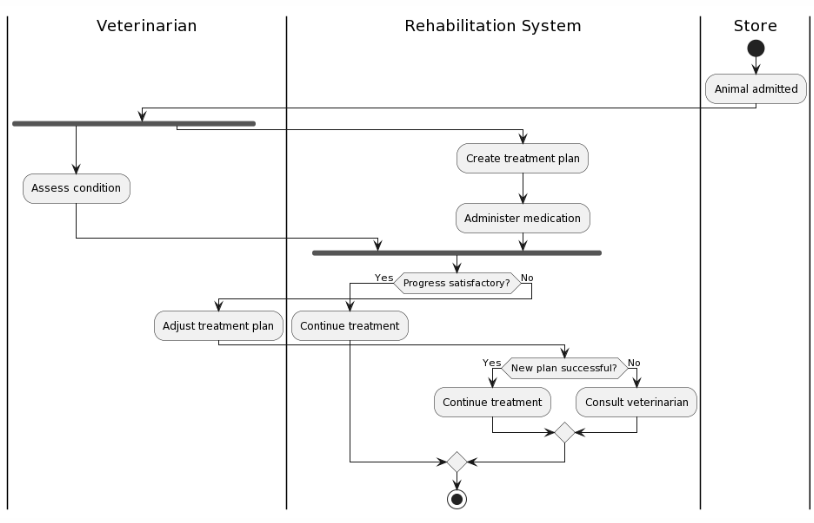 Veterinarian
Rehabilitation System
Store
Animal admitted
Create treatment plan
Assess condition
Administer medication
Yes
Progress satisfactory?
No
Adjust treatment plan
Continue treatment
Yes
New plan successful?
No
Continue treatment
Consult veterinarian